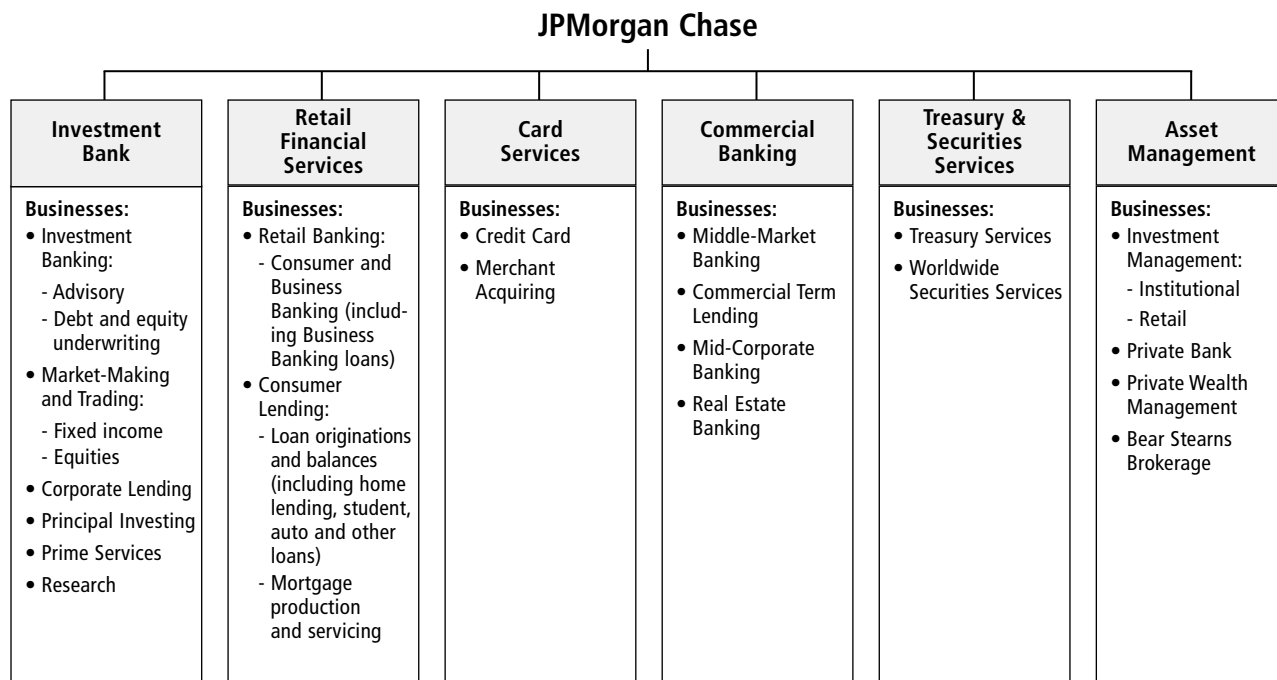 JPMorgan Chase
Investment
Bank
Businesses:
• Investment
Banking:
- Advisory
- Debt and equity
underwriting
• Market-Making
and Trading:
- Fixed income
- Equities
• Corporate Lending
• Principal Investing
• Prime Services
• Research
Retail
Financial
Services
Businesses:
• Retail Banking:
- Consumer and
Business
Banking (includ-
ing Business
Banking loans)
• Consumer
Lending:
- Loan originations
and balances
(including home
lending, student,
auto and other
loans)
- Mortgage
production
and servicing
Card
Services
Businesses:
• Credit Card
• Merchant
Acquiring
Commercial
Banking
Businesses:
• Middle-Market
Banking
• Commercial Term
Lending
• Mid-Corporate
Banking
• Real Estate
Banking
Treasury &
Securities
Services
Businesses:
• Treasury Services
• Worldwide
Securities Services
Asset
Management
Businesses:
• Investment
Management:
- Institutional
- Retail
• Private Bank
• Private Wealth
Management
• Bear Stearns
Brokerage